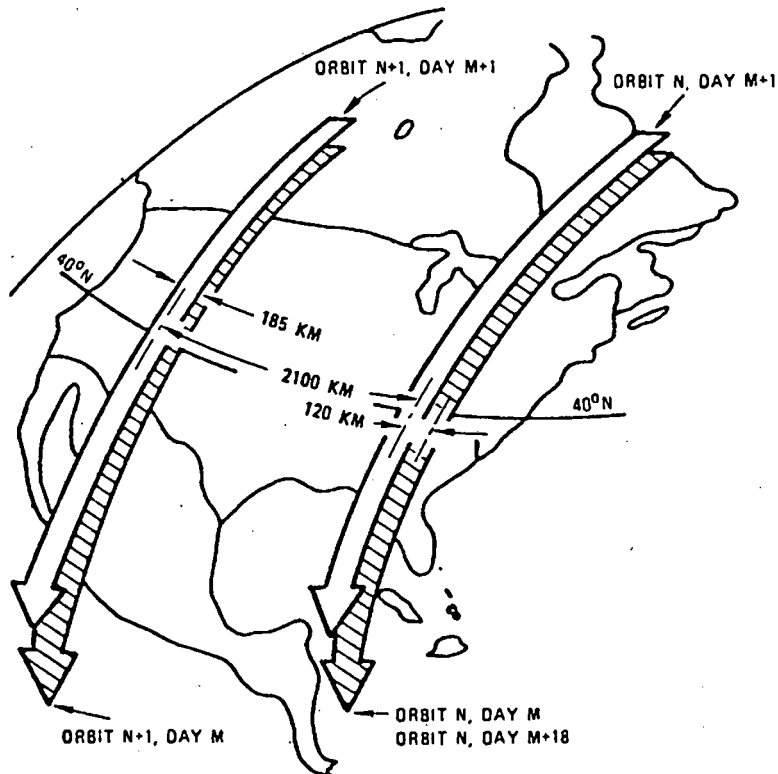 ORBIT N+1, DAY M+1
ORBIT N, DAY M+1
40°N
185 KM
2100 KM
120 KM
40°N
ORBIT N+1, DAY M
ORBIT N, DAY M
ORBIT N, DAY M+18